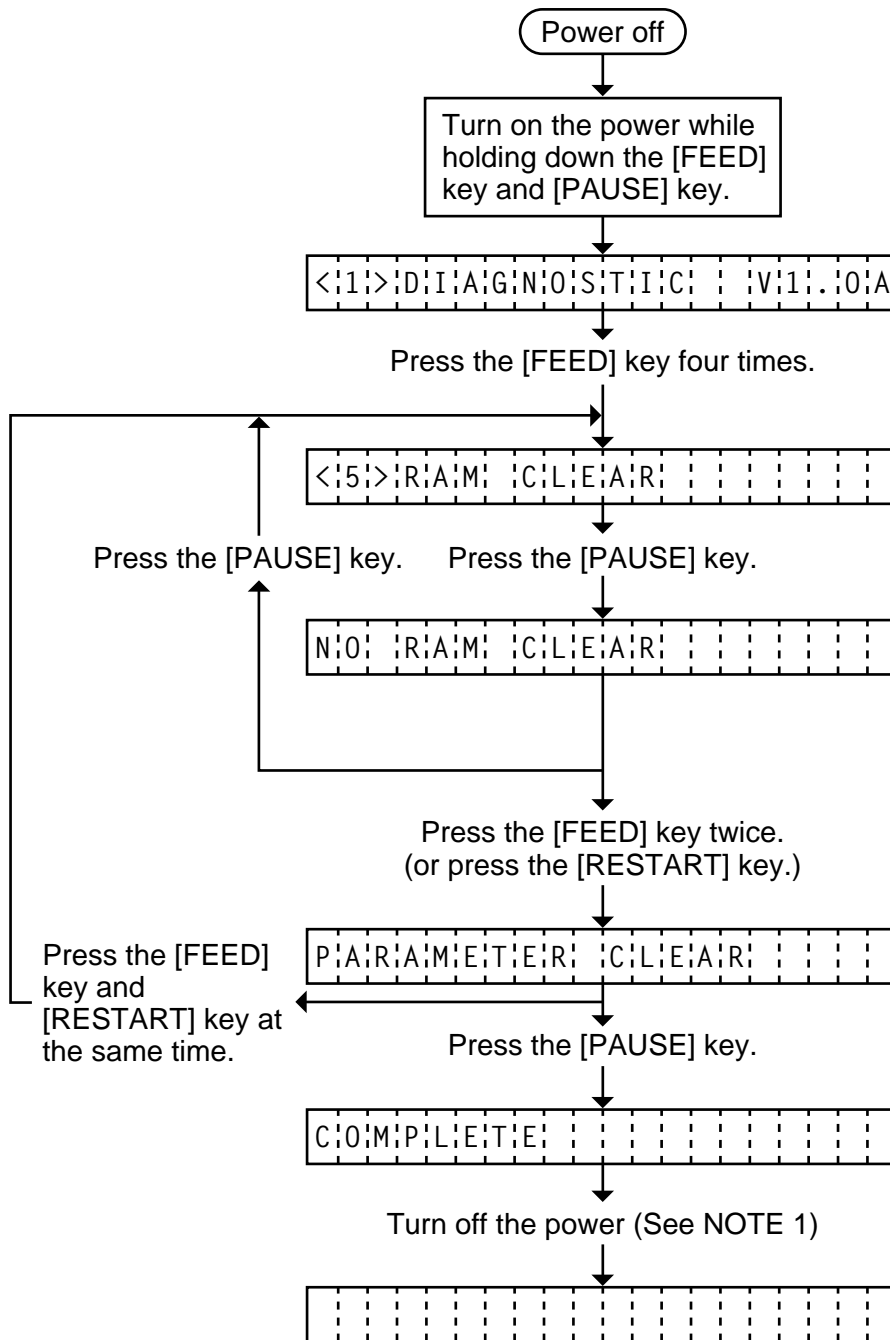 Power off
Turn on the power while
holding down the [FEED]
key and [PAUSE] key.
<1>DIAGNOSTIC  V1.0A
Press the [FEED] key four times.
<5>RAM CLEAR
Press the [PAUSE] key.
Press the [PAUSE] key.
NO RAM CLEAR
Press the [FEED] key twice.
(or press the [RESTART] key.)
PARAMETER CLEAR
Press the [FEED]
key and
[RESTART] key at
the same time.
Press the [PAUSE] key.
COMPLETE
Turn off the power (See NOTE 1)